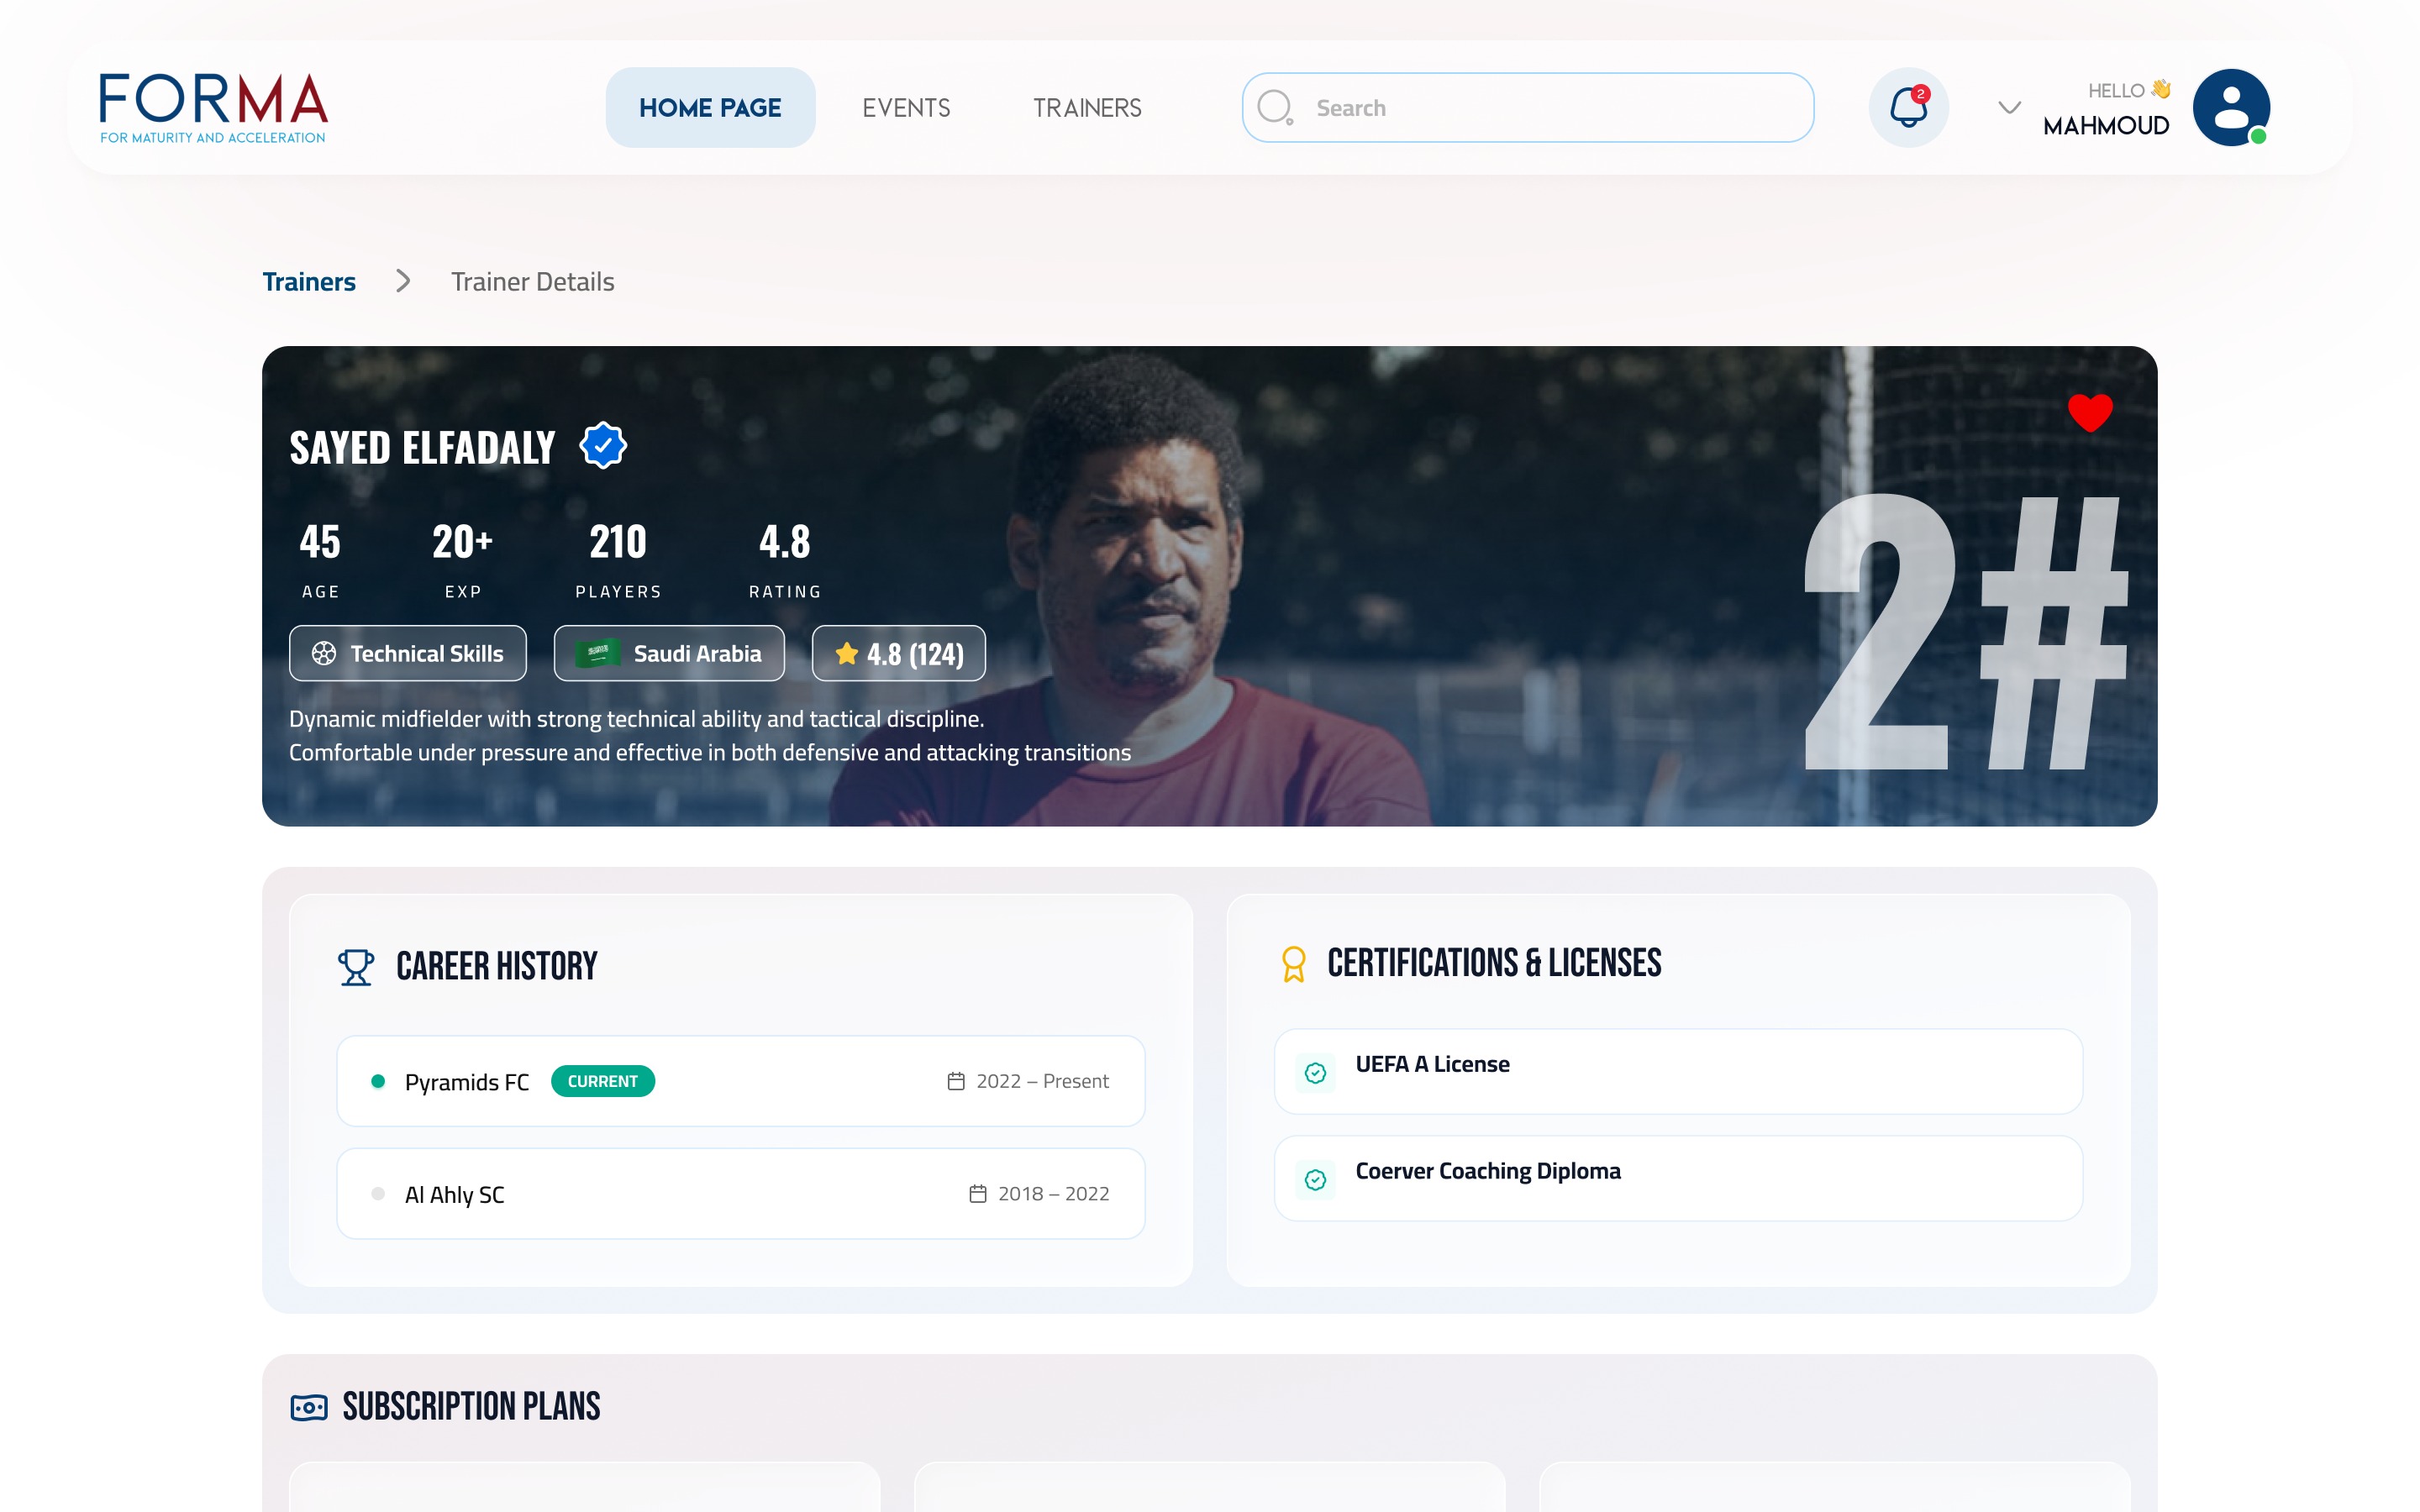 FORMA
FOR MATURITY AND ACCELERATION
HOME PAGE
EVENTS
TRAINERS
Search
2
HELLO 👋
MAHMOUD
Trainers
Trainer Details
SAYED ELFADALY
45
AGE
20+
EXP
210
PLAYERS
4.8
RATING
Technical Skills
Saudi Arabia
4.8 (124)
Dynamic midfielder with strong technical ability and tactical discipline.
Comfortable under pressure and effective in both defensive and attacking transitions
2#
CAREER HISTORY
Pyramids FC
CURRENT
2022 – Present
Al Ahly SC
2018 – 2022
CERTIFICATIONS & LICENSES
UEFA A License
Coerver Coaching Diploma
SUBSCRIPTION PLANS